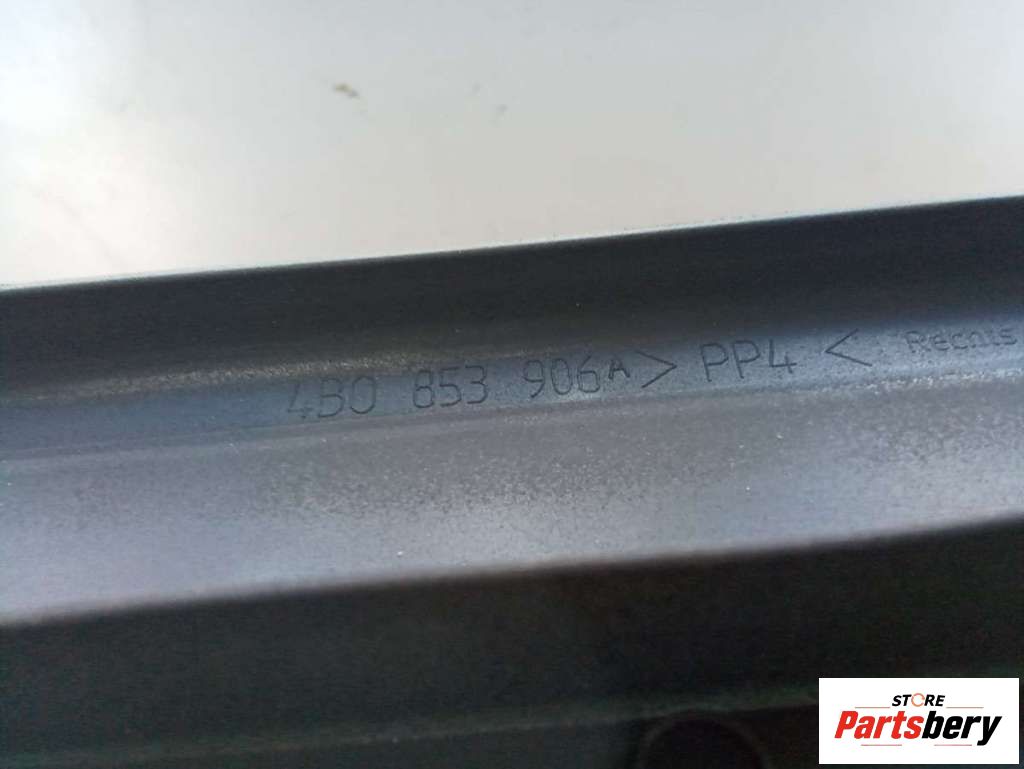 4B0 853 906A > PP4 < Rechts
STORE
Partsbery